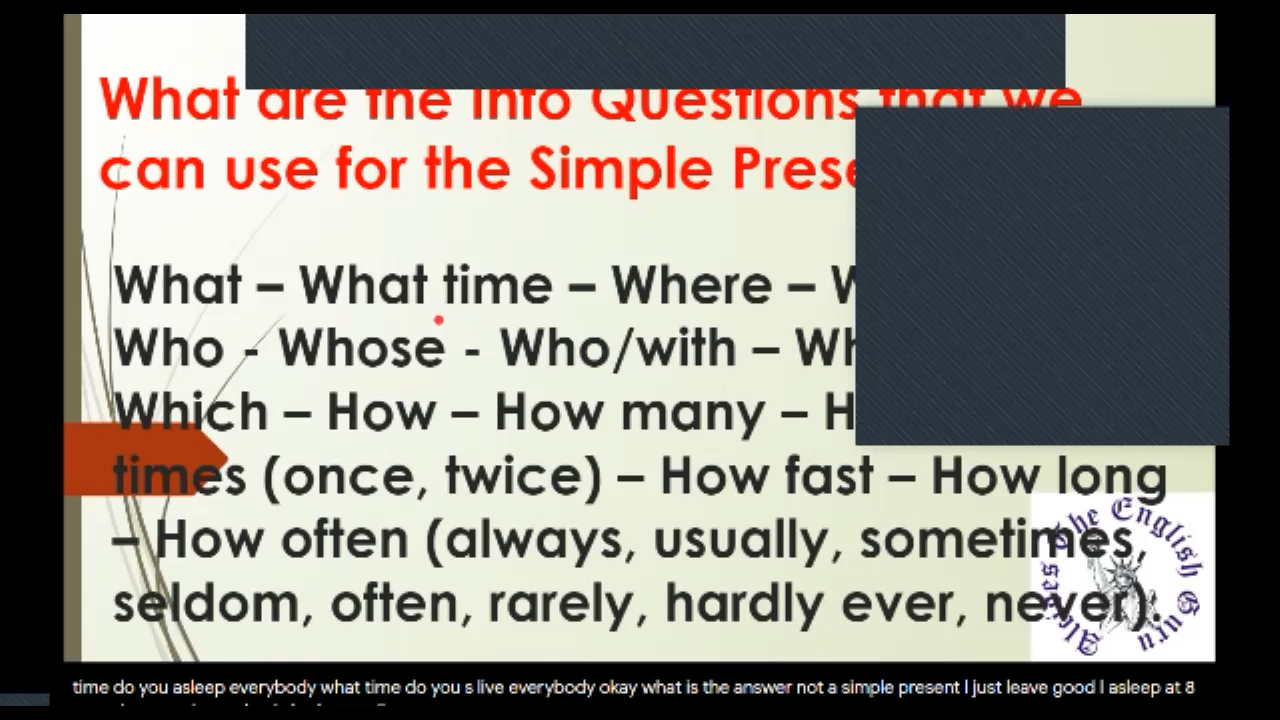 What are the Info Questions that we
can use for the Simple
What – What time – Where –
Who - Whose - Who/with –
Which – How – How many –
times (once, twice) – How fast – How long
– How often (always, usually, sometimes,
seldom, often, rarely, hardly ever, never).
The English Guru
time do you asleep everybody what time do you s live everybody okay what is the answer not a simple present I just leave good I asleep at 8